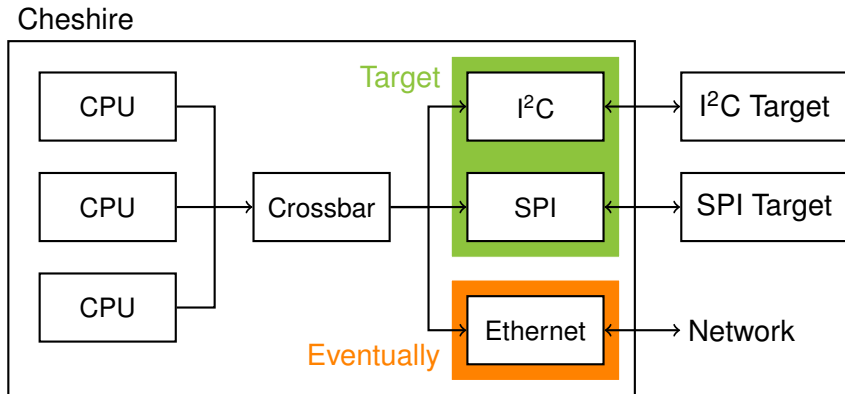 Cheshire
Target
CPU
I²C
I²C Target
CPU
Crossbar
SPI
SPI Target
CPU
Ethernet
Network
Eventually